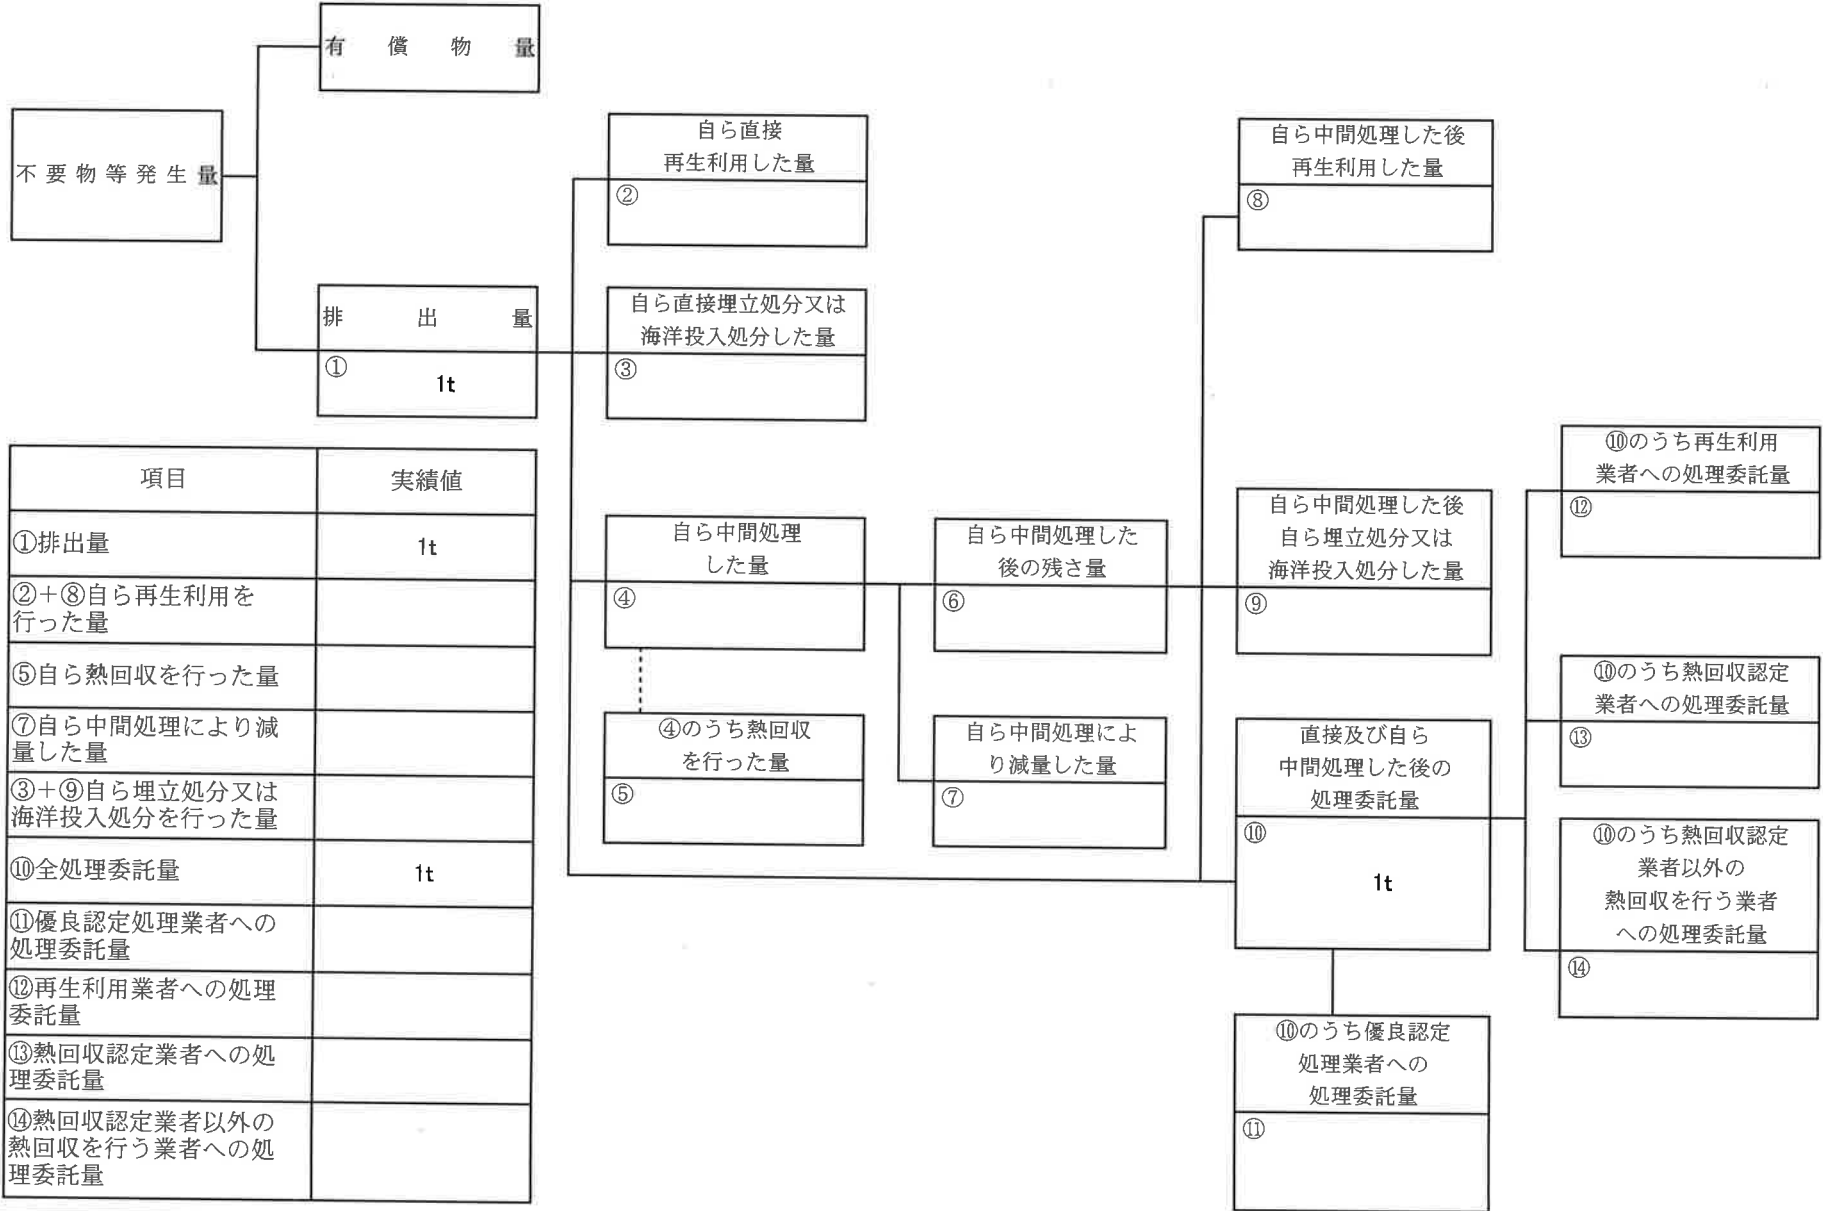 有償物量
不要物等発生量
排出量
①
1t
自ら直接
再生利用した量
②
自ら直接埋立処分又は
海洋投入処分した量
③
自ら中間処理
した量
④
④のうち熱回収
を行った量
⑤
自ら中間処理した
後の残さ量
⑥
自ら中間処理によ
り減量した量
⑦
自ら中間処理した後
再生利用した量
⑧
自ら中間処理した後
自ら埋立処分又は
海洋投入処分した量
⑨
直接及び自ら
中間処理した後の
処理委託量
⑩
1t
⑩のうち優良認定
処理業者への
処理委託量
⑪
⑩のうち再生利用
業者への処理委託量
⑫
⑩のうち熱回収認定
業者への処理委託量
⑬
⑩のうち熱回収認定
業者以外の
熱回収を行う業者
への処理委託量
⑭
項目 実績値
①排出量 1t
②+⑧自ら再生利用を
行った量
⑤自ら熱回収を行った量
⑦自ら中間処理により減
量した量
③+⑨自ら埋立処分又は
海洋投入処分を行った量
⑩全処理委託量 1t
⑪優良認定処理業者への
処理委託量
⑫再生利用業者への処理
委託量
⑬熱回収認定業者への処
理委託量
⑭熱回収認定業者以外の
熱回収を行う業者への処
理委託量